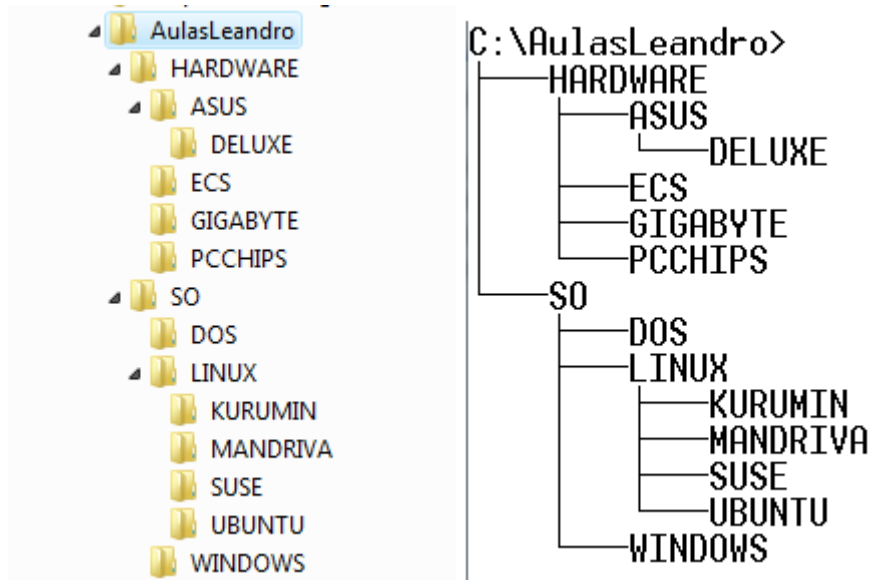 AulasLeandro
HARDWARE
ASUS
DELUXE
ECS
GIGABYTE
PCCHIPS
SO
DOS
LINUX
KURUMIN
MANDRIVA
SUSE
UBUNTU
WINDOWS
C:\AulasLeandro>
HARDWARE
ASUS
DELUXE
ECS
GIGABYTE
PCCHIPS
SO
DOS
LINUX
KURUMIN
MANDRIVA
SUSE
UBUNTU
WINDOWS